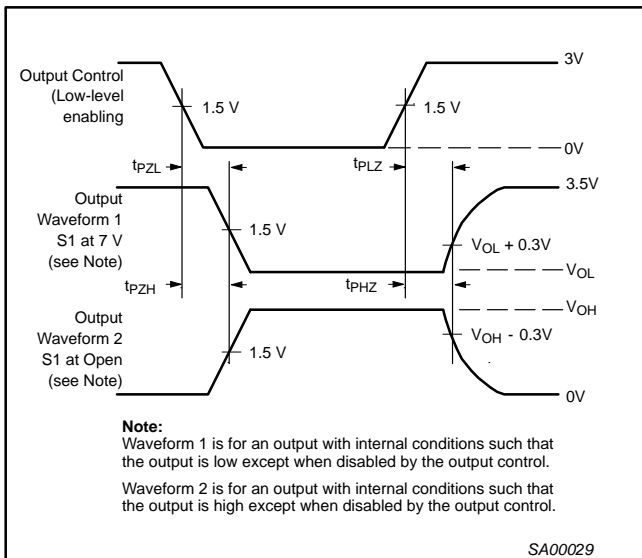 Output Control
(Low-level
enabling
1.5 V
1.5 V
3V
0V
tPZL
tPLZ
Output
Waveform 1
S1 at 7 V
(see Note)
1.5 V
3.5V
VOL + 0.3V
VOL
tPZH
tPHZ
VOH
Output
Waveform 2
S1 at Open
(see Note)
1.5 V
VOH - 0.3V
0V
Note:
Waveform 1 is for an output with internal conditions such that
the output is low except when disabled by the output control.
Waveform 2 is for an output with internal conditions such that
the output is high except when disabled by the output control.
SA00029